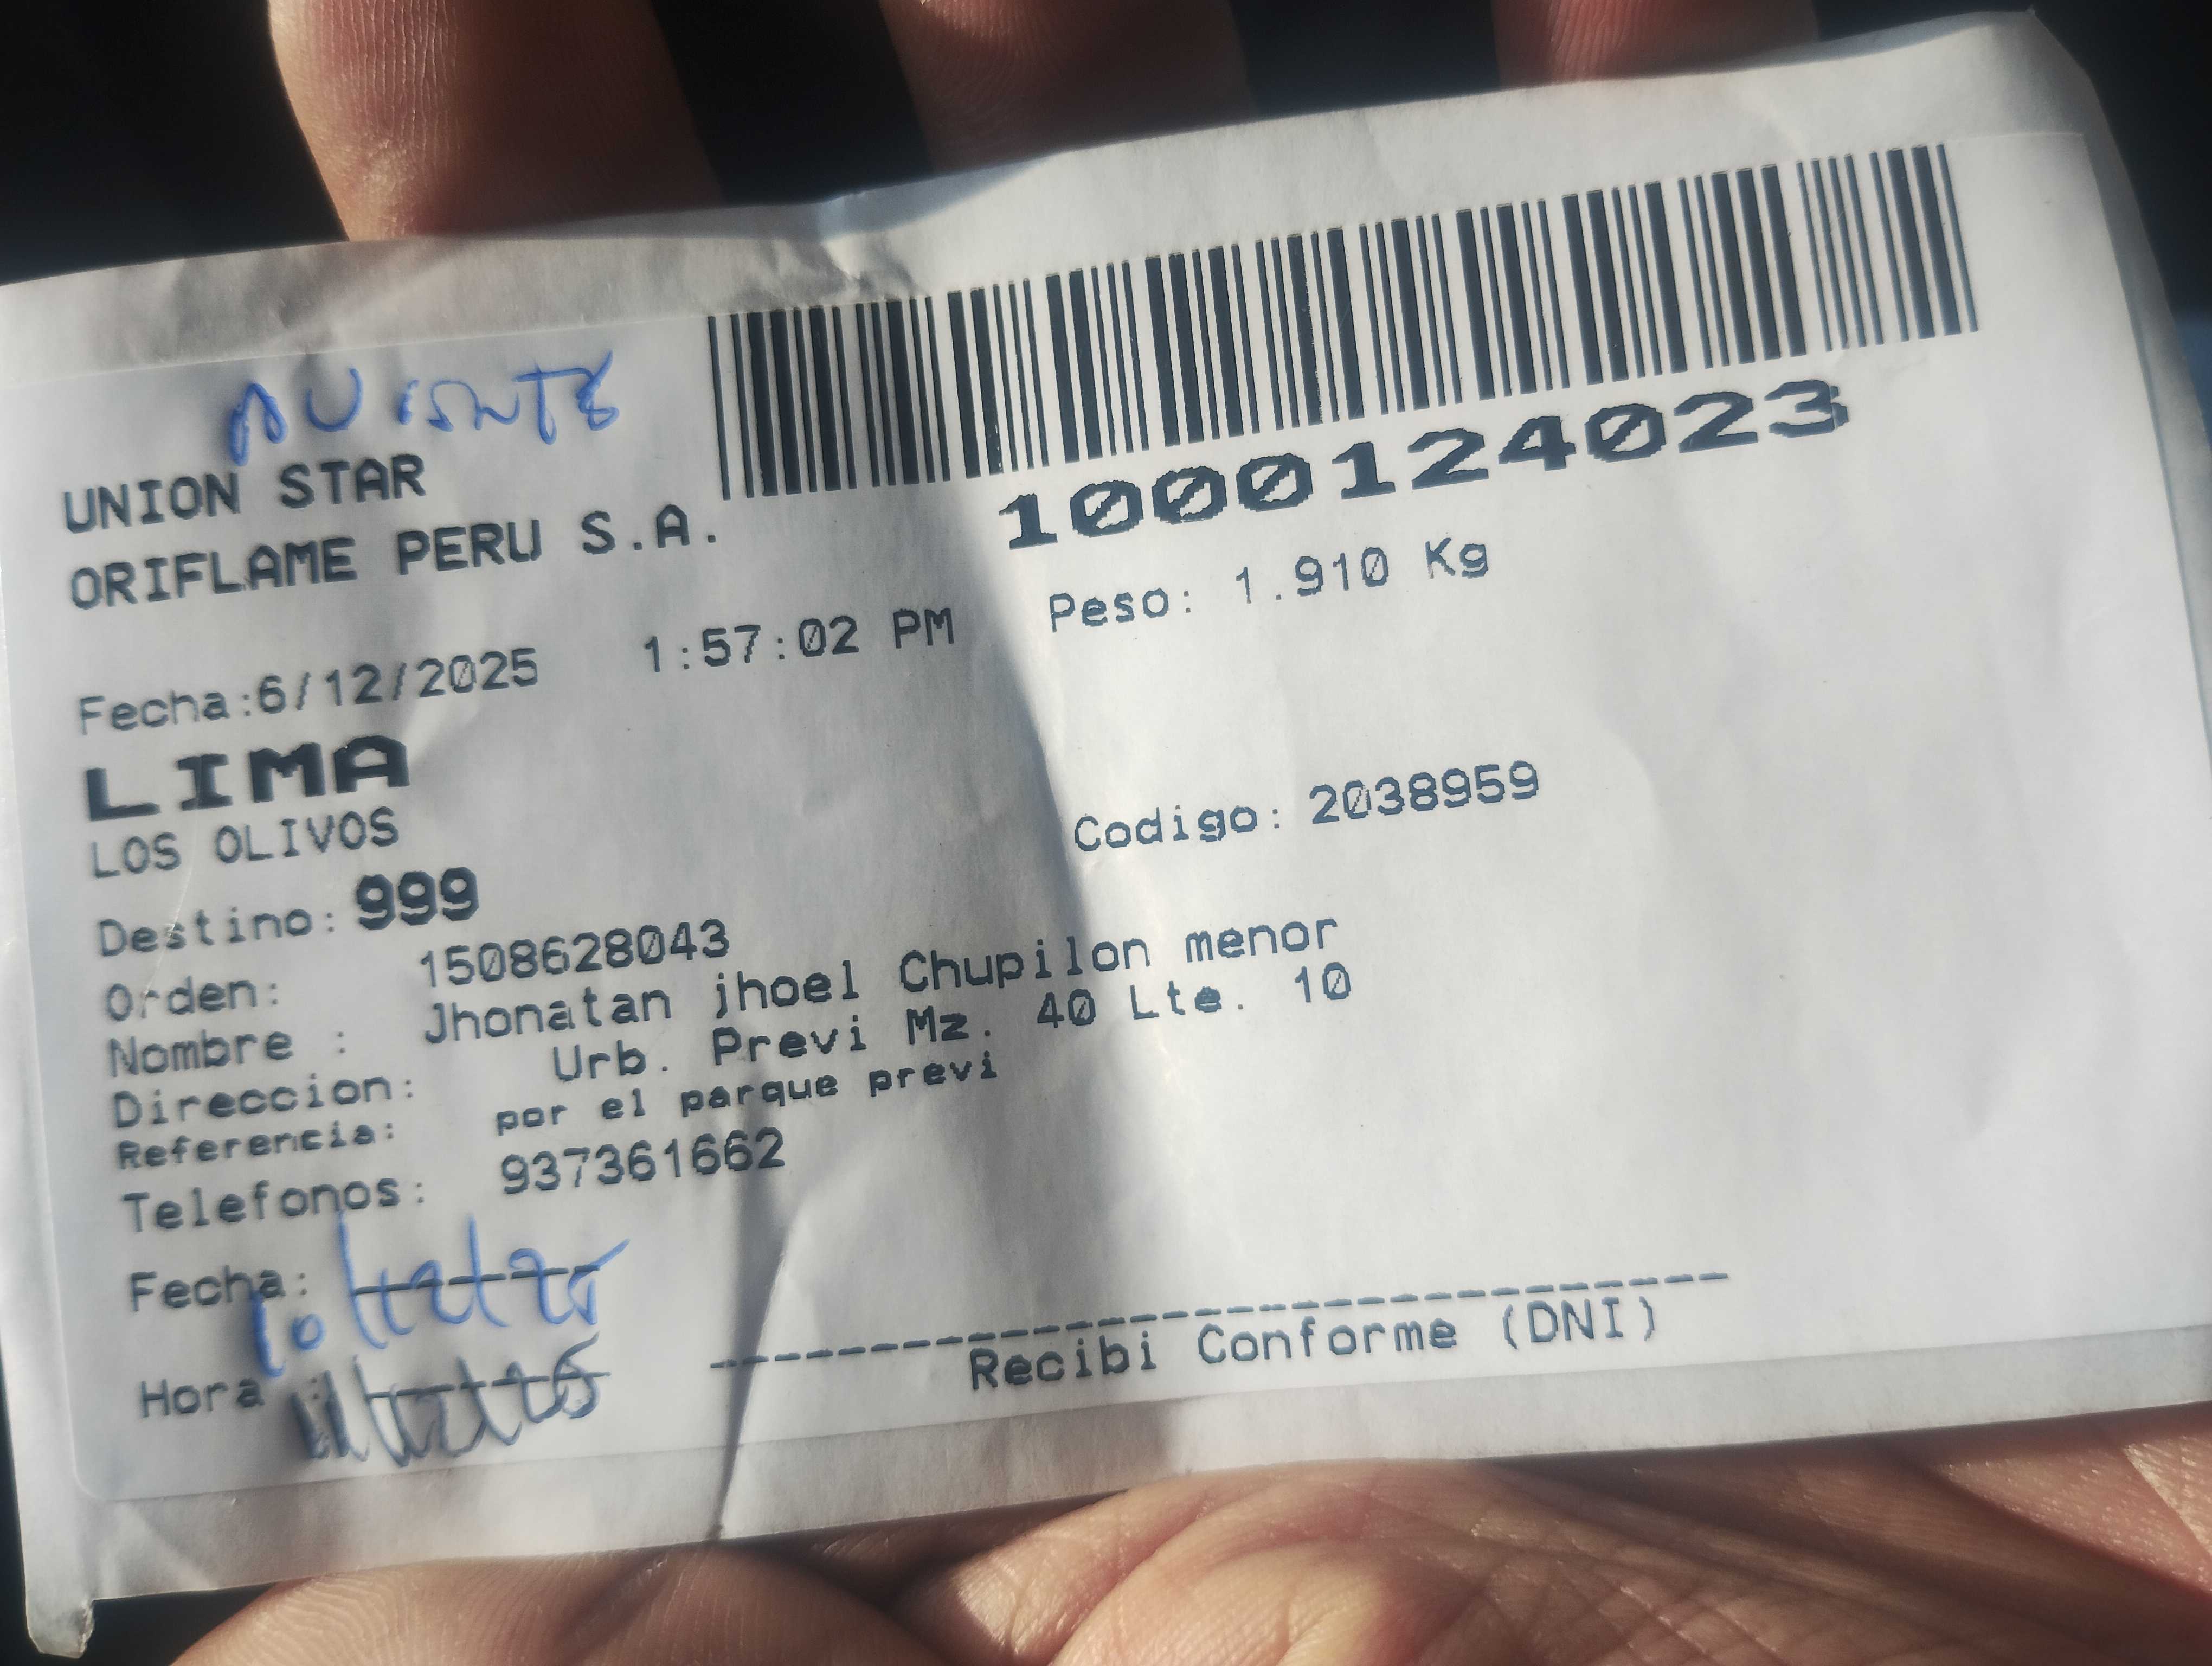 UNION STAR
ORIFLAME PERU S.A.
1000124023
Fecha:6/12/2025 1:57:02 PM Peso: 1.910 Kg
LIMA
LOS OLIVOS
Codigo: 2038959
Destino: 999
Orden: 1508628043
Nombre : Jhonatan jhoel Chupilon menor
Direccion: Urb. Previ Mz. 40 Lte. 10
Referencia: por el parque previ
Telefonos: 937361662
Fecha:
Hora :
Recibi Conforme (DNI)